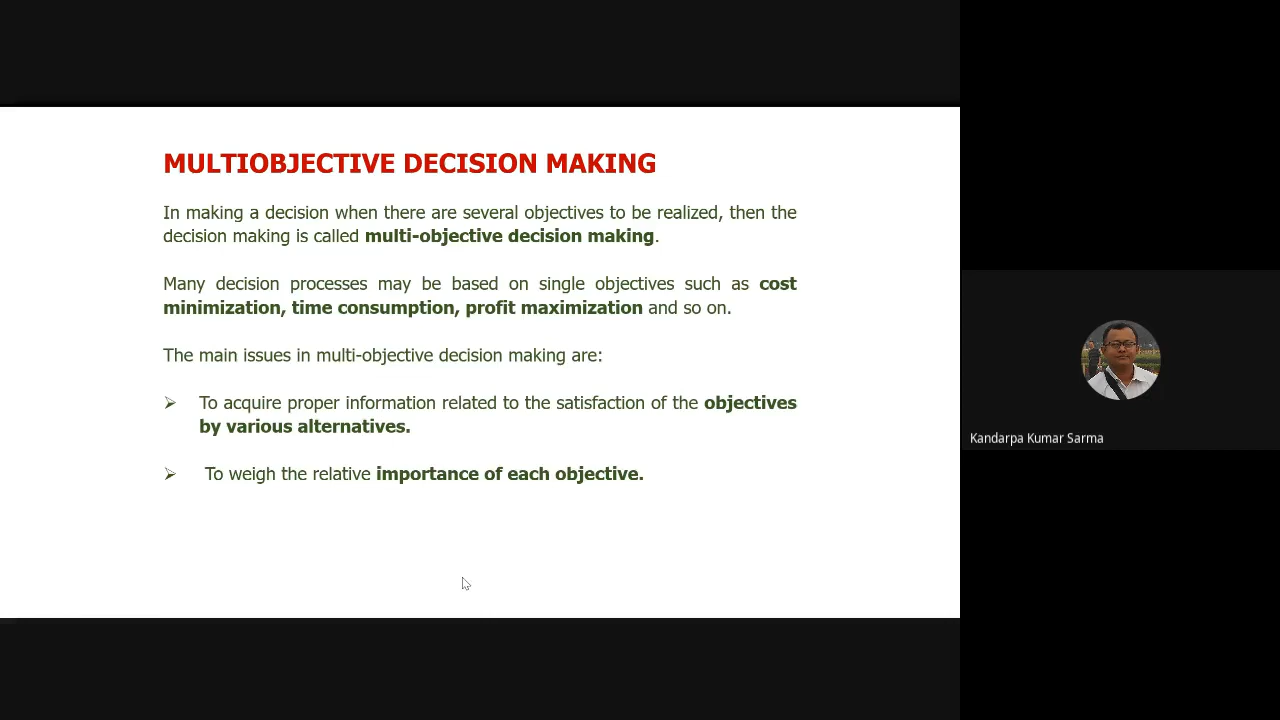 MULTIOBJECTIVE DECISION MAKING
In making a decision when there are several objectives to be realized, then the
decision making is called multi-objective decision making.
Many decision processes may be based on single objectives such as cost
minimization, time consumption, profit maximization and so on.
The main issues in multi-objective decision making are:
➢ To acquire proper information related to the satisfaction of the objectives
by various alternatives.
➢ To weigh the relative importance of each objective.
Kandarpa Kumar Sarma